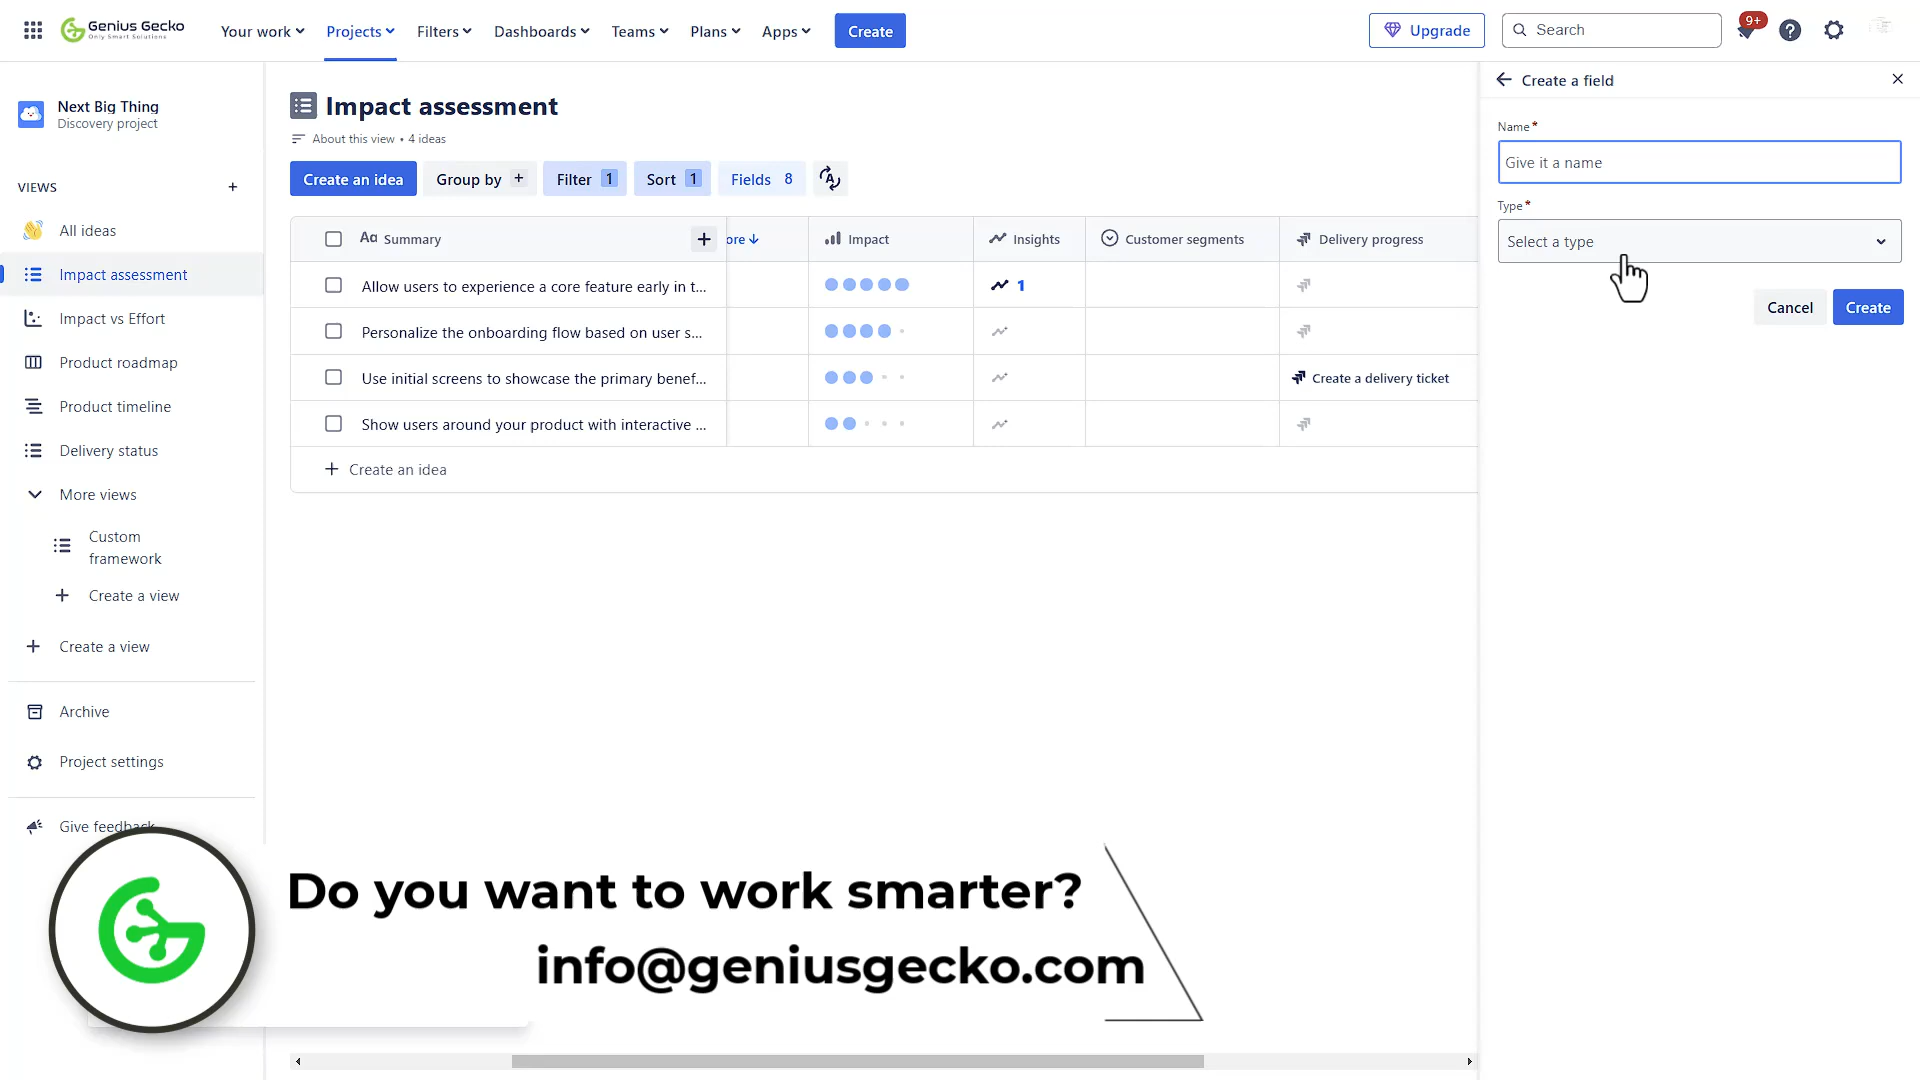 Genius Gecko
Only Smart Solutions
Your work
Projects
Filters
Dashboards
Teams
Plans
Apps
Create
Upgrade
Search
9+
Next Big Thing
Discovery project
VIEWS
All ideas
Impact assessment
Impact vs Effort
Product roadmap
Product timeline
Delivery status
More views
Custom
framework
Create a view
Create a view
Archive
Project settings
Give feedback
Impact assessment
About this view • 4 ideas
Create an idea
Group by
Filter 1
Sort 1
Fields 8
Aa Summary
ore
Impact
Insights
Customer segments
Delivery progress
Allow users to experience a core feature early in t...
1
Personalize the onboarding flow based on user s...
Use initial screens to showcase the primary benef...
Create a delivery ticket
Show users around your product with interactive ...
Create an idea
Create a field
Name*
Give it a name
Type*
Select a type
Cancel
Create
Do you want to work smarter?
info@geniusgecko.com